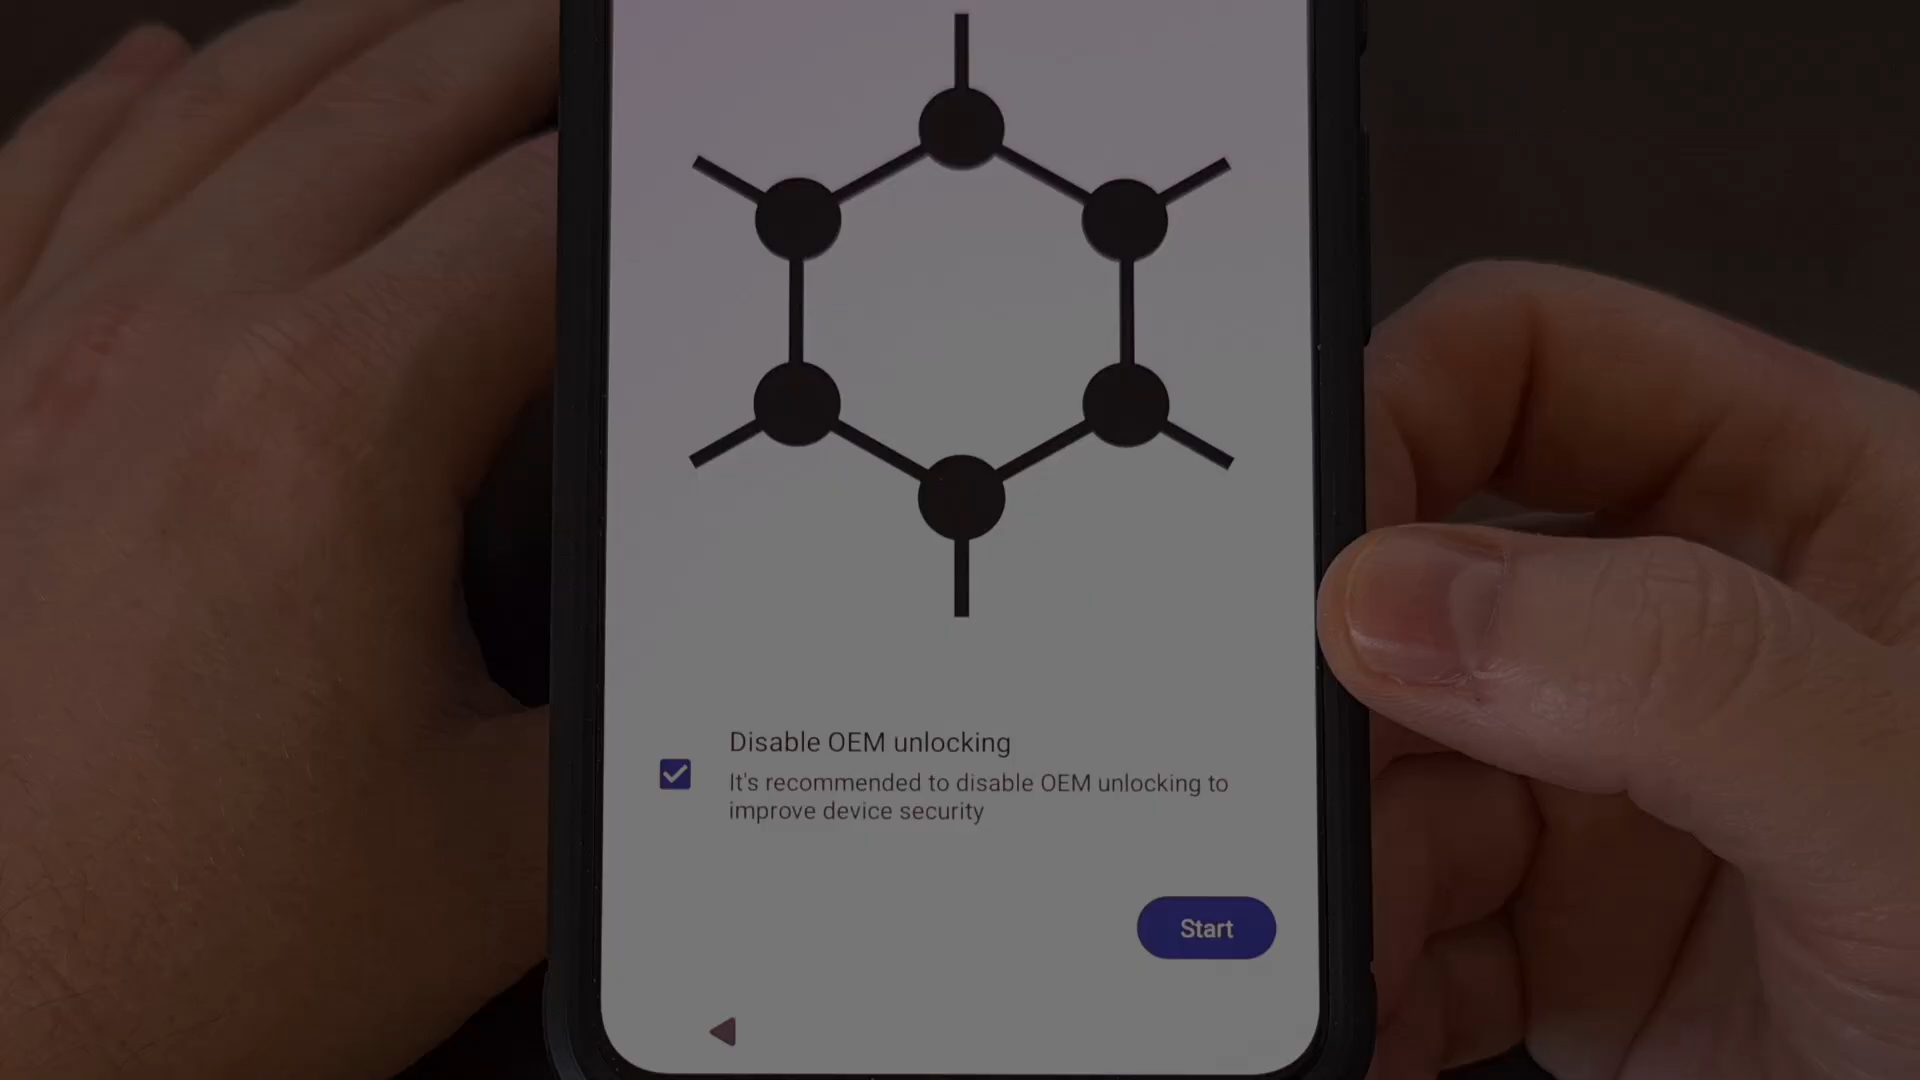 Disable OEM unlocking
It's recommended to disable OEM unlocking to
improve device security
Start